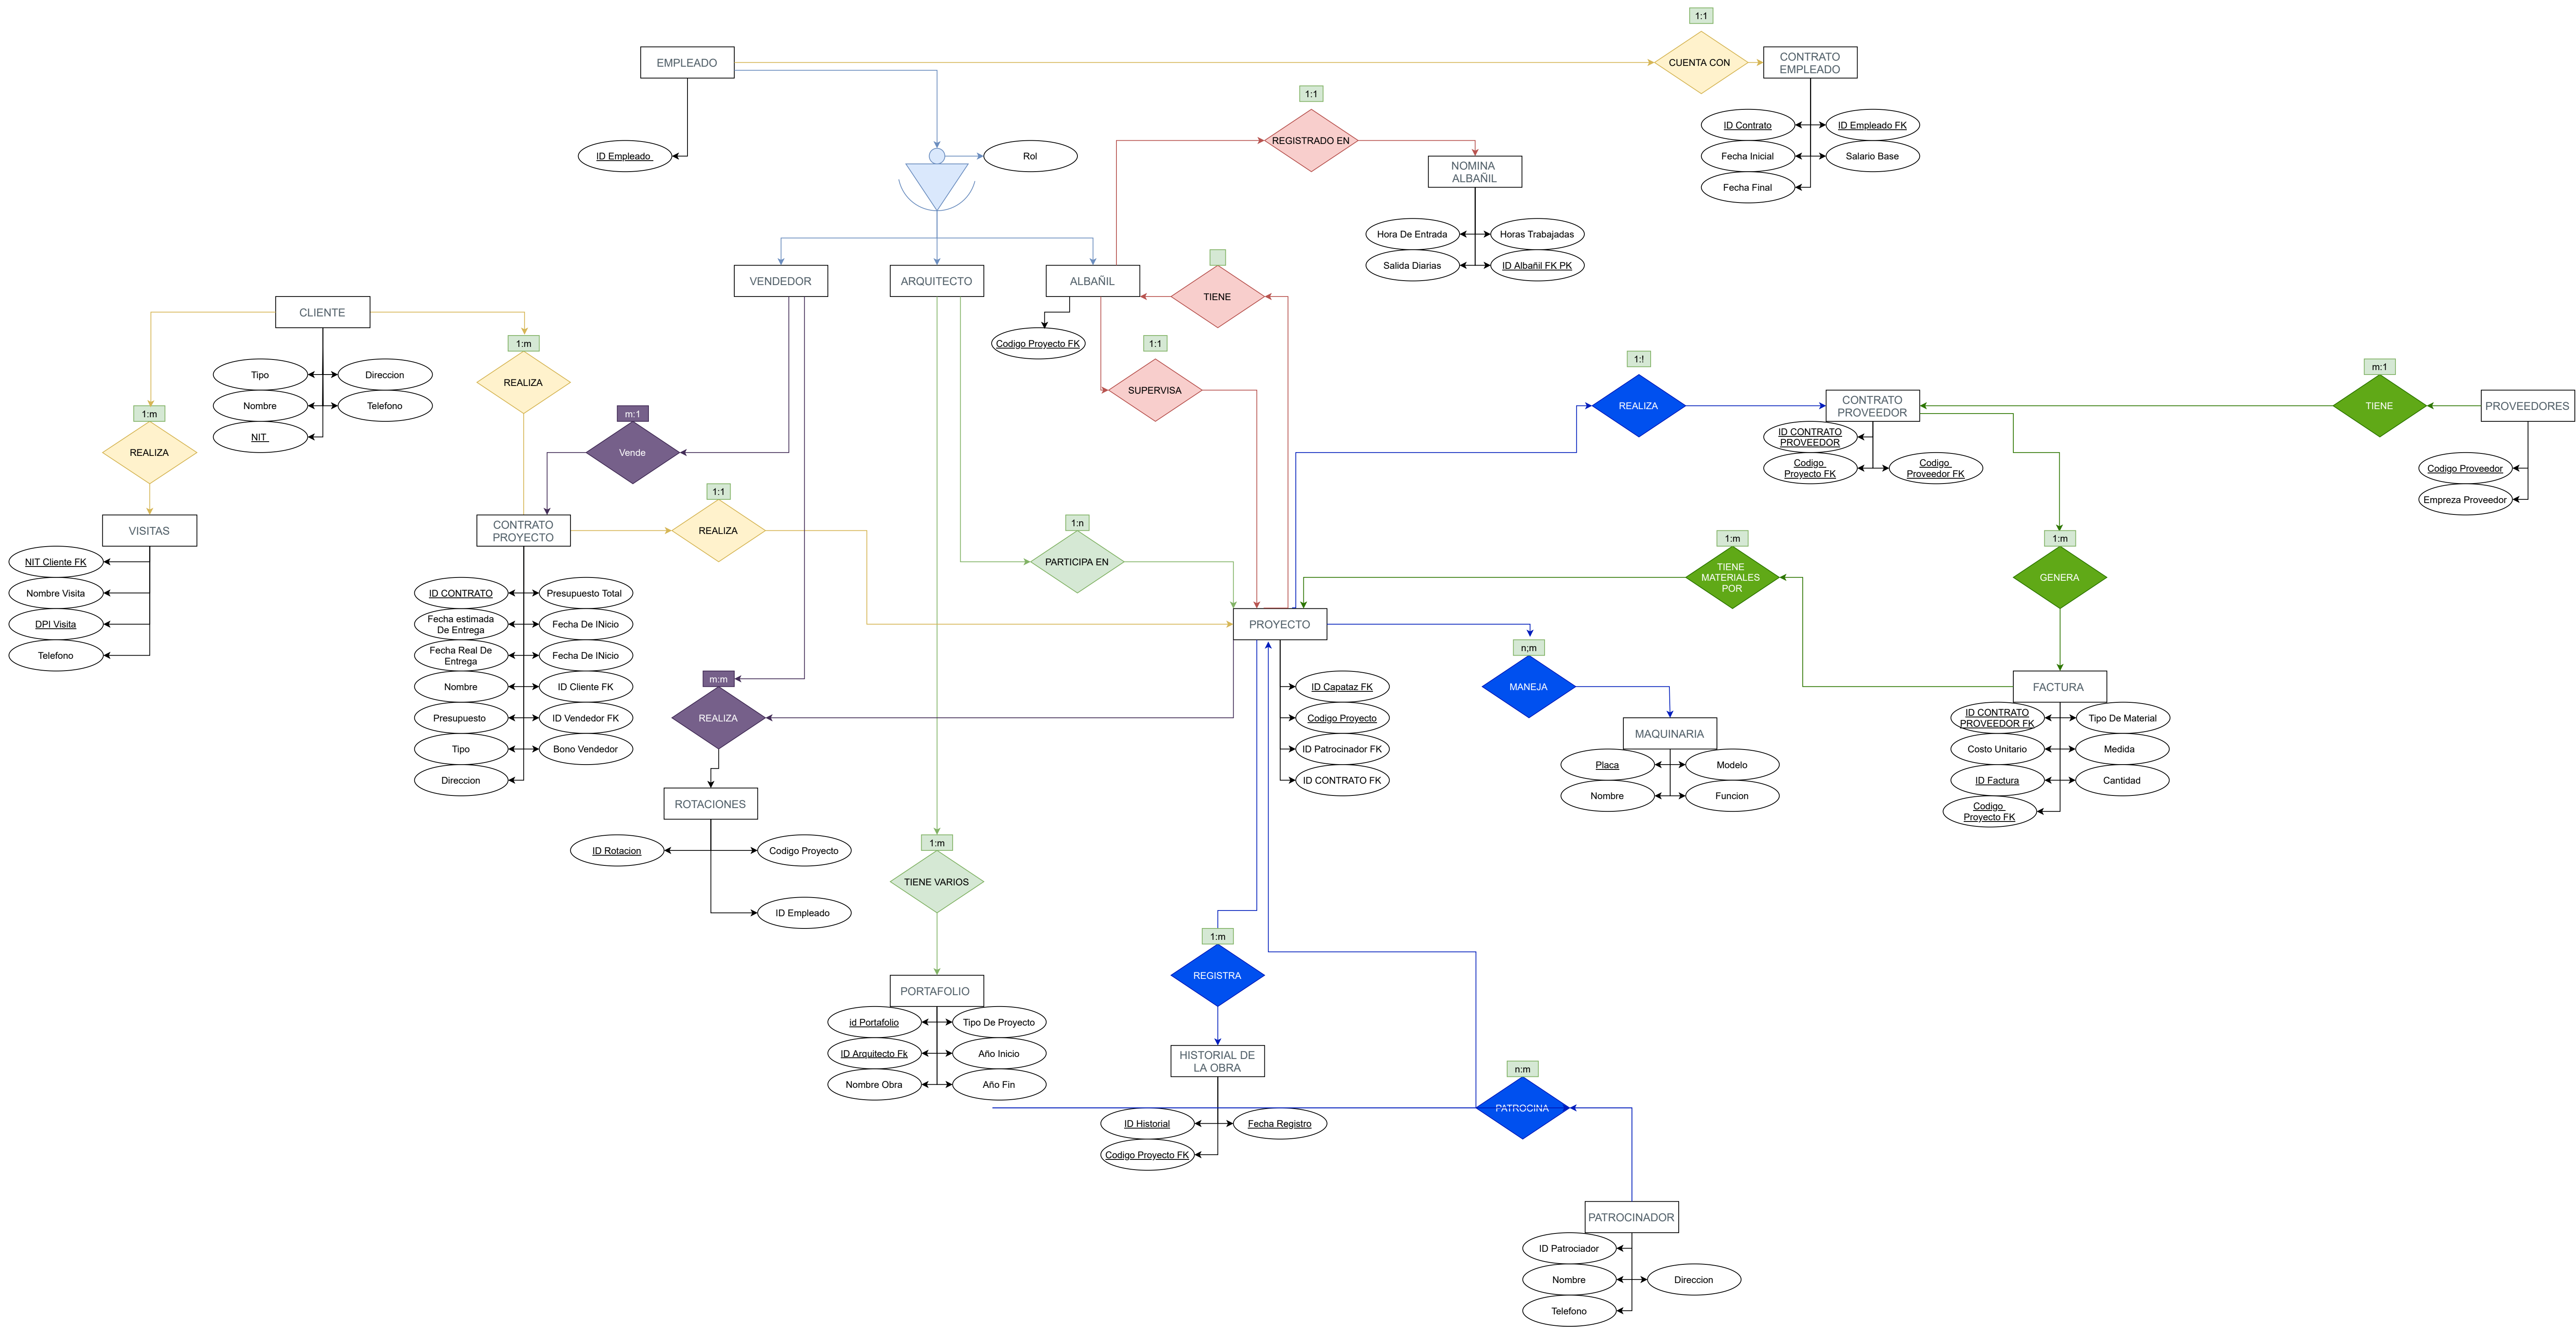 1:1
EMPLEADO
CUENTA CON
CONTRATO
EMPLEADO
1:1
ID Contrato
ID Empleado FK
REGISTRADO EN
ID Empleado
Rol
NOMINA
ALBAÑIL
Fecha Inicial
Salario Base
Fecha Final
Hora De Entrada
Horas Trabajadas
Salida Diarias
ID Albañil FK PK
VENDEDOR
ARQUITECTO
ALBAÑIL
TIENE
CLIENTE
1:m
Codigo Proyecto FK
1:1
1:!
m:1
Tipo
Direccion
REALIZA
SUPERVISA
Nombre
Telefono
1:m
m:1
REALIZA
CONTRATO
PROVEEDOR
TIENE
PROVEEDORES
NIT
ID CONTRATO
PROVEEDOR
REALIZA
Vende
Codigo
Proyecto FK
Codigo
Proveedor FK
Codigo Proveedor
1:1
Empreza Proveedor
VISITAS
CONTRATO
PROYECTO
REALIZA
1:n
1:m
1:m
NIT Cliente FK
PARTICIPA EN
TIENE
MATERIALES
POR
GENERA
Nombre Visita
ID CONTRATO
Presupuesto Total
DPI Visita
Fecha estimada
De Entrega
Fecha De INicio
PROYECTO
n;m
Telefono
Fecha Real De
Entrega
Fecha De INicio
m:m
Nombre
ID Cliente FK
ID Capataz FK
MANEJA
FACTURA
Presupuesto
ID Vendedor FK
REALIZA
Codigo Proyecto
ID CONTRATO
PROVEEDOR FK
Tipo De Material
MAQUINARIA
Tipo
Bono Vendedor
ID Patrocinador FK
Costo Unitario
Medida
Placa
Modelo
Direccion
ID CONTRATO FK
ID Factura
Cantidad
Nombre
Funcion
ROTACIONES
Codigo
Proyecto FK
1:m
ID Rotacion
Codigo Proyecto
TIENE VARIOS
ID Empleado
1:m
REGISTRA
PORTAFOLIO
id Portafolio
Tipo De Proyecto
ID Arquitecto Fk
Año Inicio
HISTORIAL DE
LA OBRA
n:m
Nombre Obra
Año Fin
PATROCINA
ID Historial
Fecha Registro
Codigo Proyecto FK
PATROCINADOR
ID Patrociador
Nombre
Direccion
Telefono